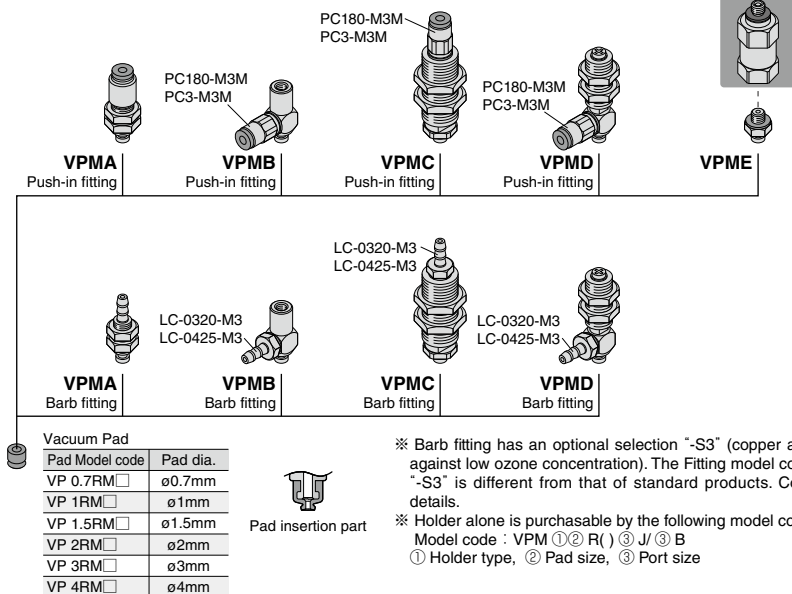 PC180-M3M
PC3-M3M
PC180-M3M
PC3-M3M
PC180-M3M
PC3-M3M
VPMA
Push-in fitting
VPMB
Push-in fitting
VPMC
Push-in fitting
VPMD
Push-in fitting
VPME
LC-0320-M3
LC-0425-M3
LC-0320-M3
LC-0425-M3
LC-0320-M3
LC-0425-M3
VPMA
Barb fitting
VPMB
Barb fitting
VPMC
Barb fitting
VPMD
Barb fitting
Vacuum Pad
Pad Model code Pad dia.
VP 0.7RM□ ø0.7mm
VP 1RM□ ø1mm
VP 1.5RM□ ø1.5mm
VP 2RM□ ø2mm
VP 3RM□ ø3mm
VP 4RM□ ø4mm
Pad insertion part
※ Barb fitting has an optional selection "-S3" (copper
against low ozone concentration). The Fitting model
"-S3" is different from that of standard products.
details.
※ Holder alone is purchasable by the following model
Model code : VPM ①② R( ) ③ J/ ③ B
① Holder type, ② Pad size, ③ Port size